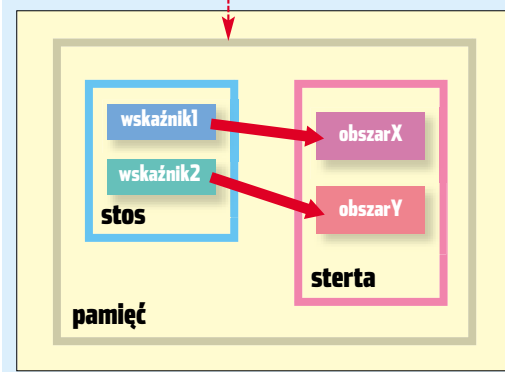 wskaźnik1
obszarX
wskaźnik2
obszarY
stos
sterta
pamięć